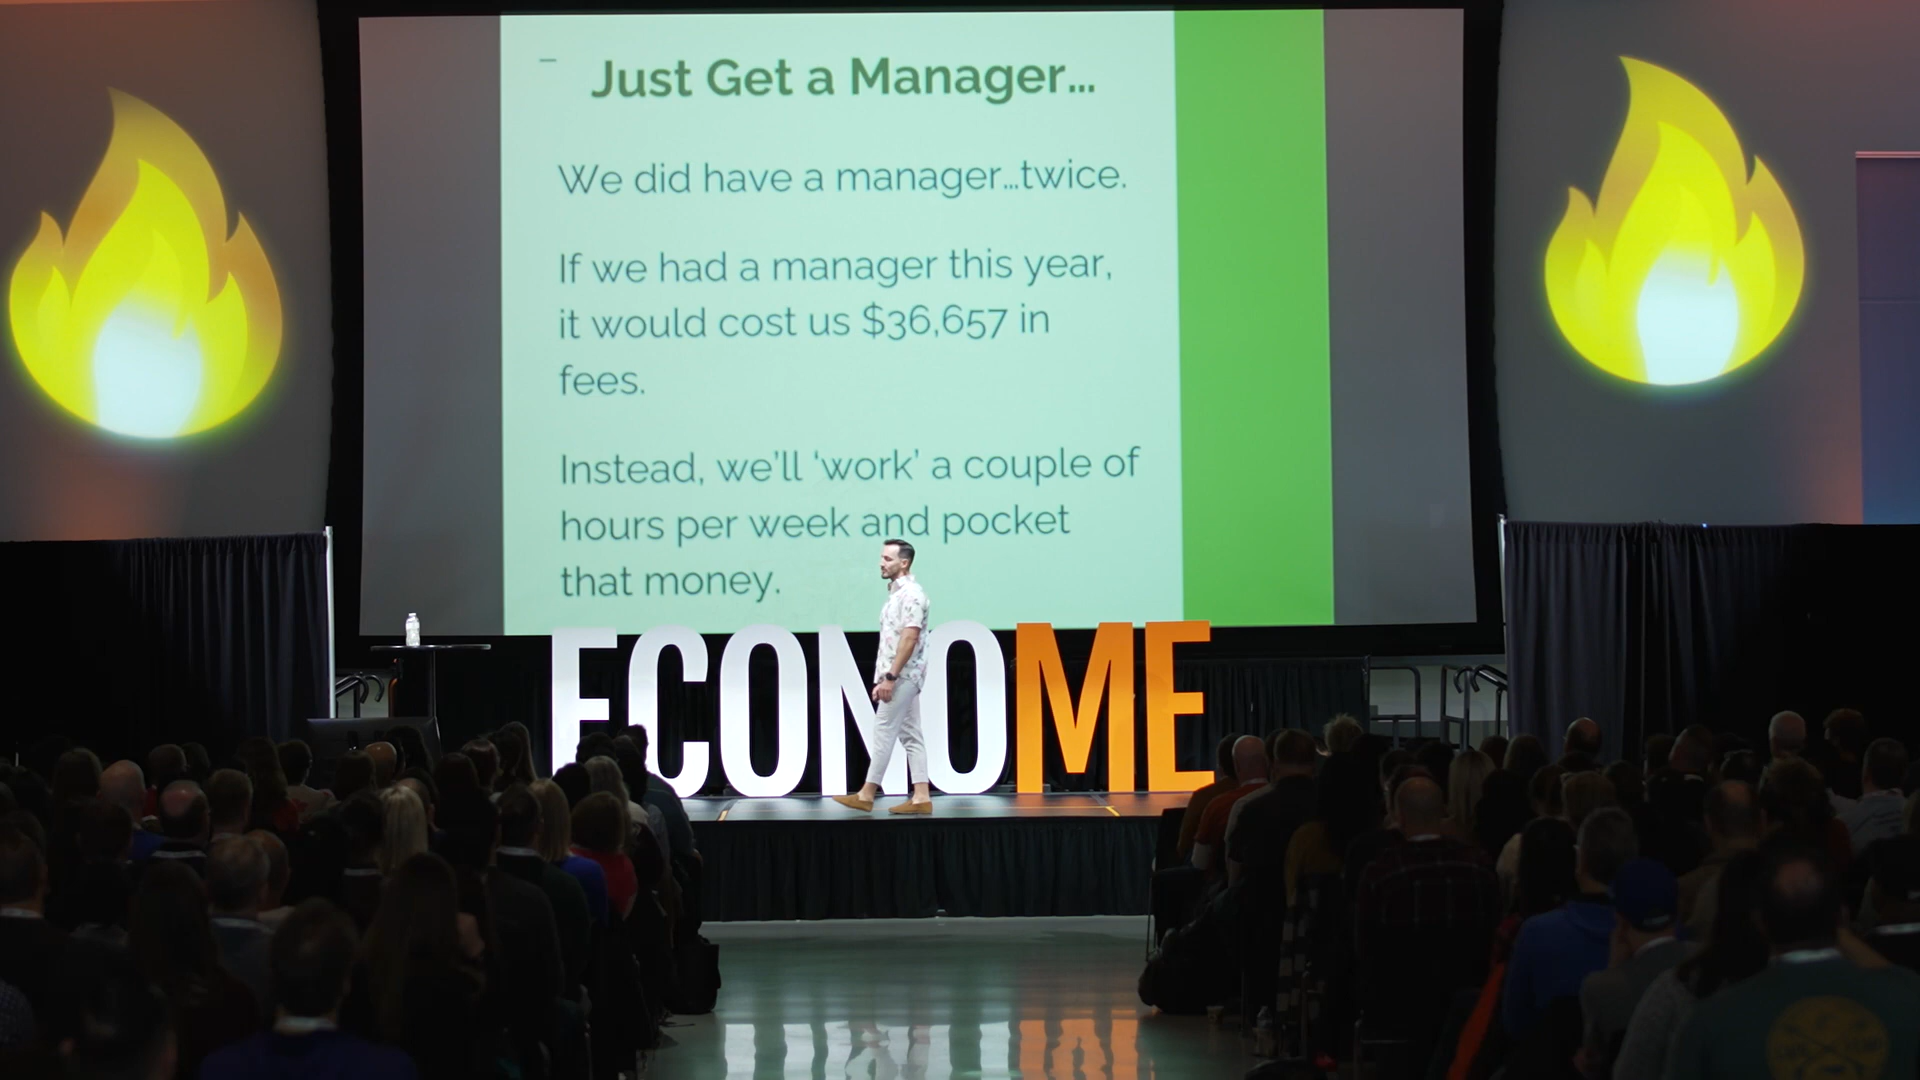 Just Get a Manager...
We did have a manager...twice.
If we had a manager this year,
it would cost us $36,657 in
fees.
Instead, we'll ‘work’ a couple of
hours per week and pocket
that money.
ECONOME